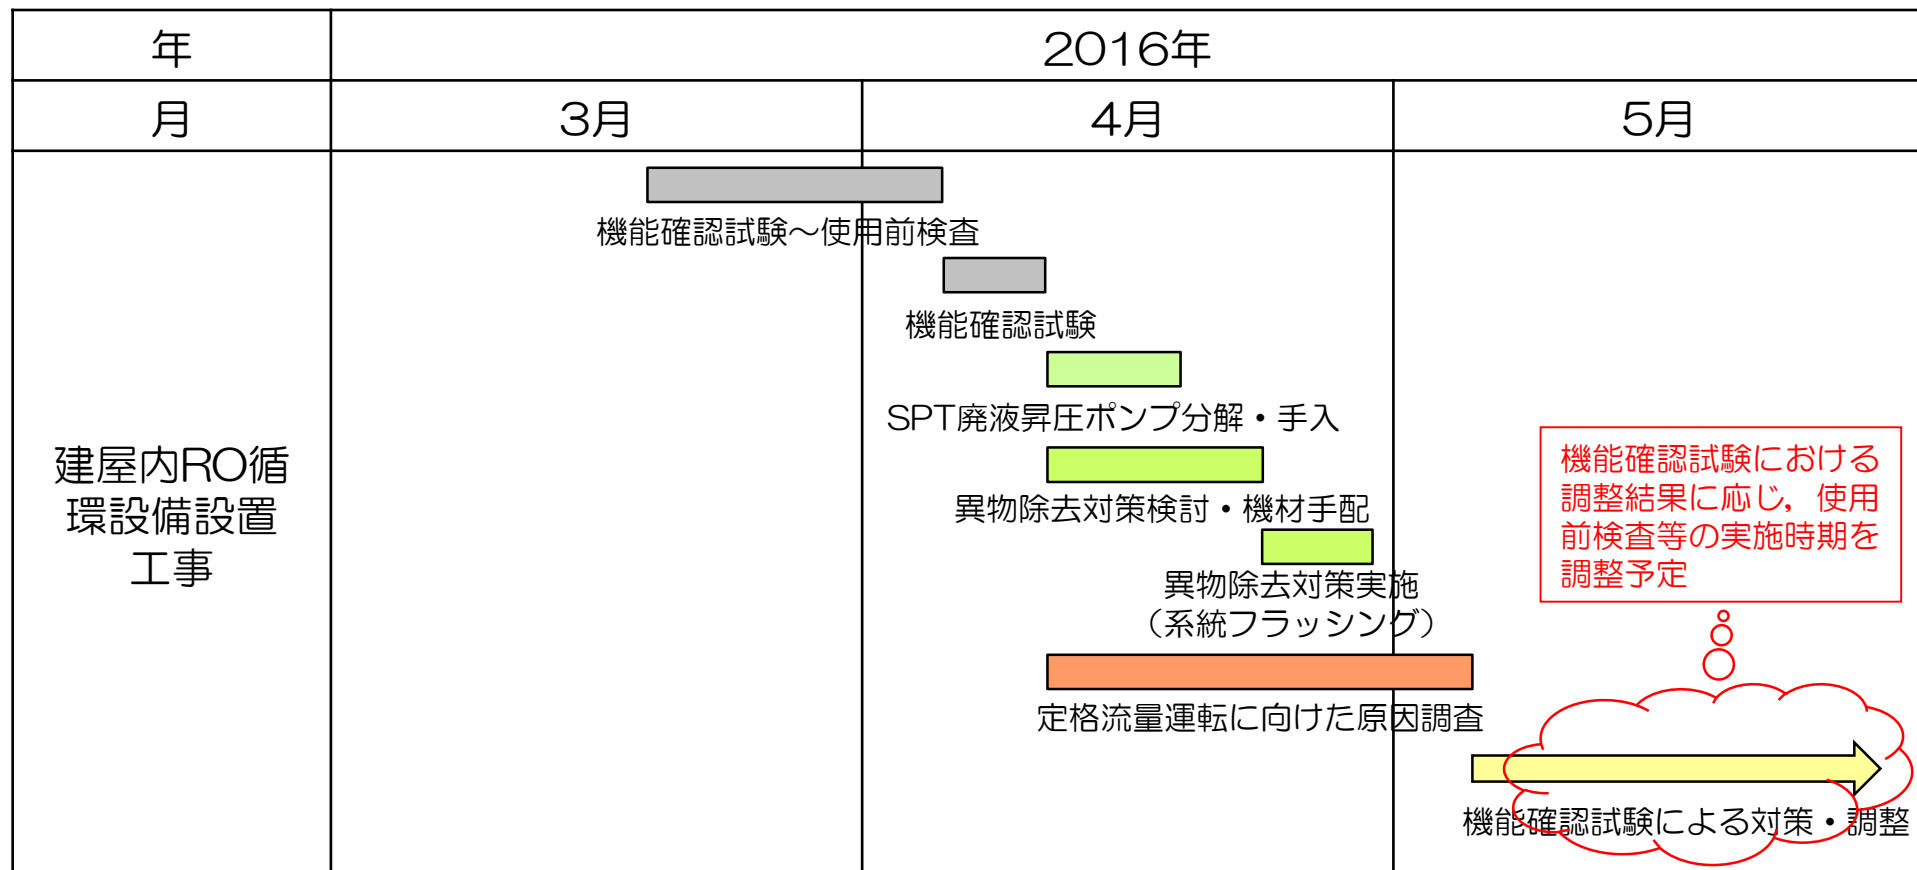 年
2016年
月
3月
4月
5月
機能確認試験～使用前検査
機能確認試験
SPT廃液昇圧ポンプ分解・手入
異物除去対策検討・機材手配
異物除去対策実施
（系統フラッシング）
定格流量運転に向けた原因調査
機能確認試験による対策・調整
建屋内RO循
環設備設置
工事
機能確認試験における
調整結果に応じ，使用
前検査等の実施時期を
調整予定